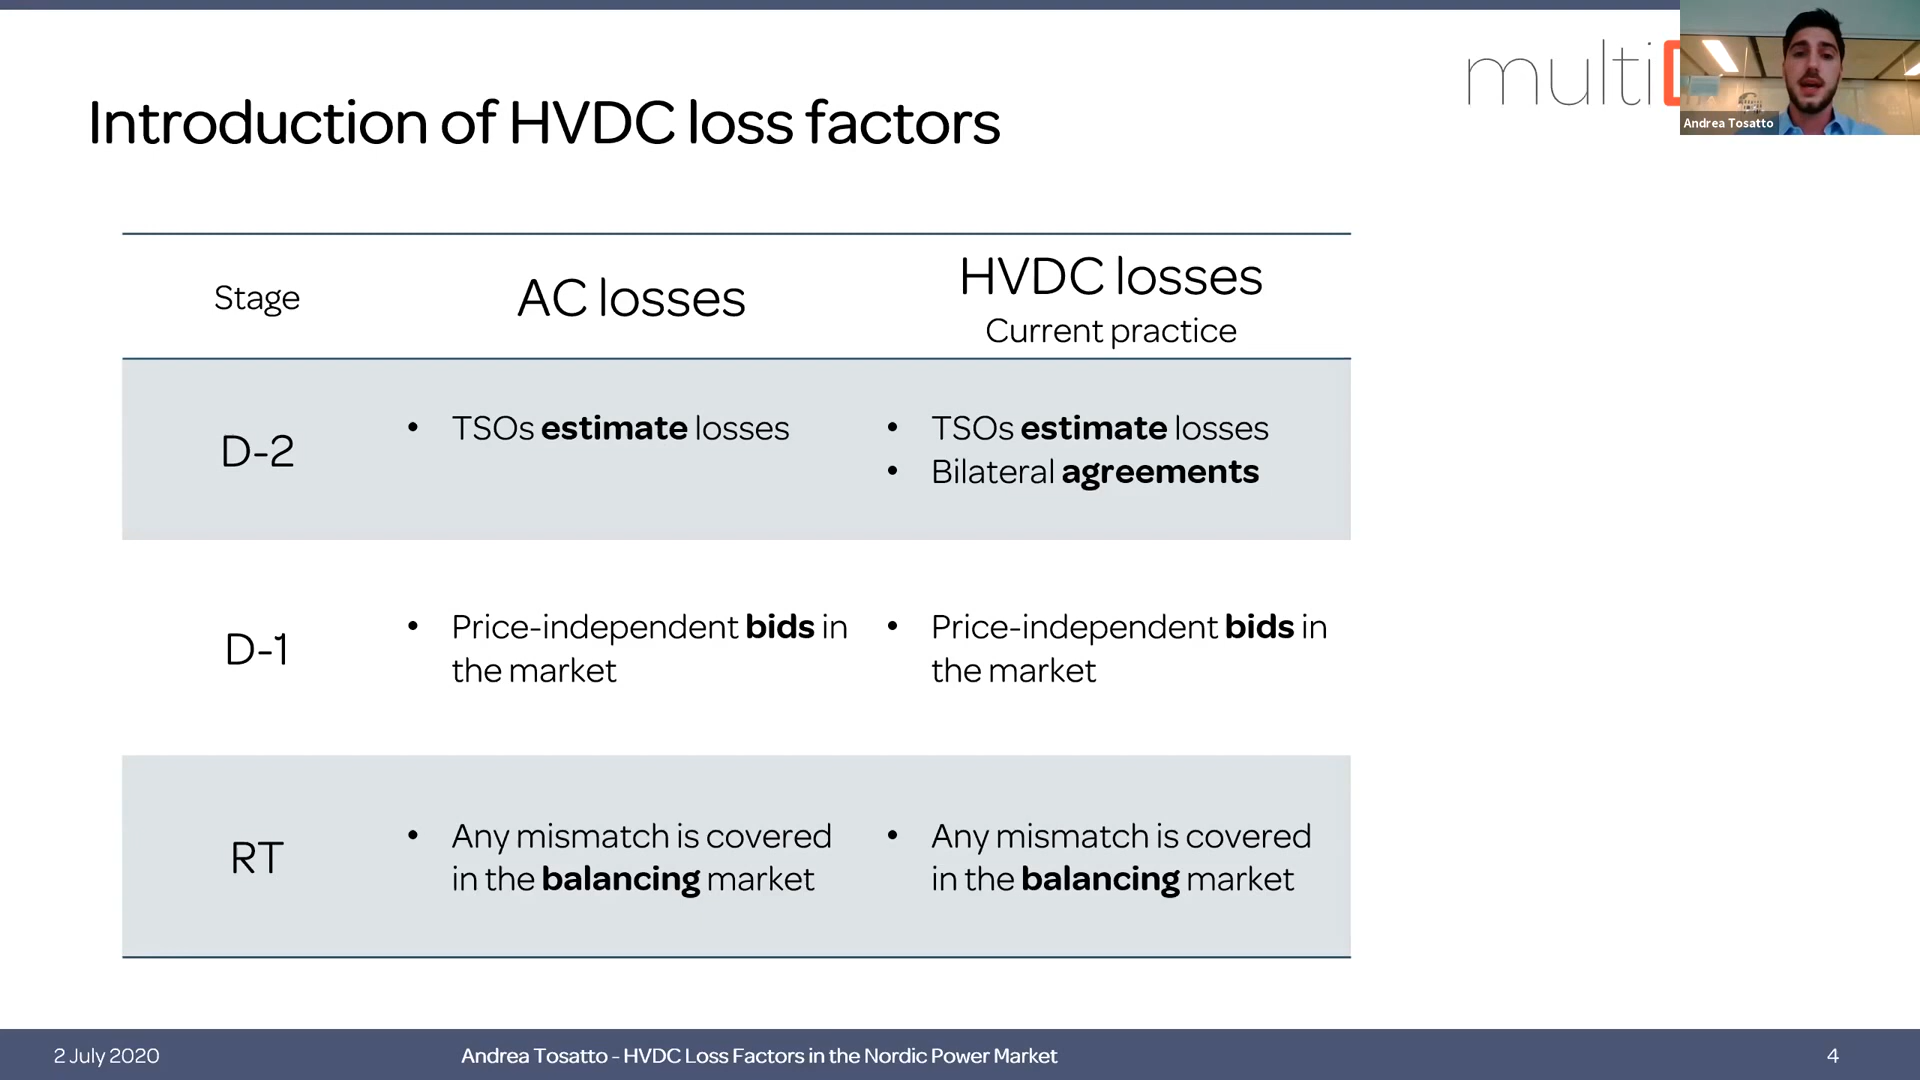 multi
Andrea Tosatto
Introduction of HVDC loss factors
Stage
AC losses
HVDC losses
Current practice
D-2
• TSOs estimate losses
• TSOs estimate losses
• Bilateral agreements
D-1
• Price-independent bids in
the market
• Price-independent bids in
the market
RT
• Any mismatch is covered
in the balancing market
• Any mismatch is covered
in the balancing market
2 July 2020
Andrea Tosatto - HVDC Loss Factors in the Nordic Power Market
4